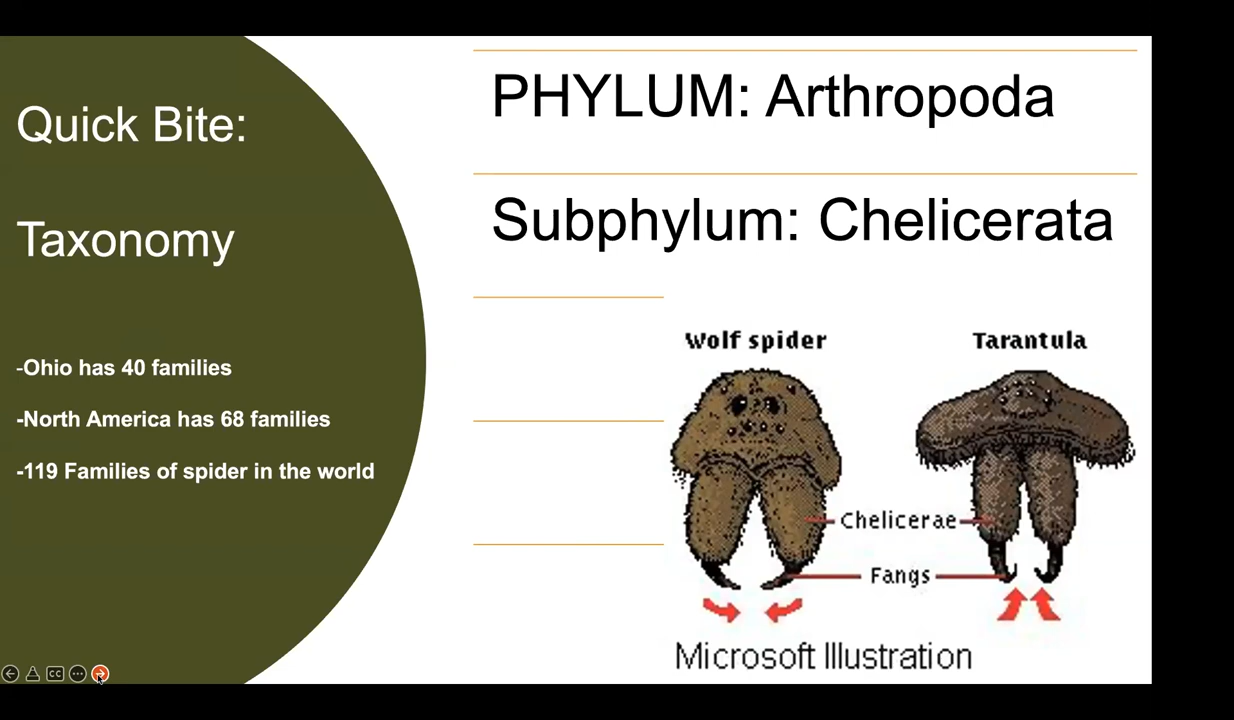 Quick Bite:
Taxonomy
-Ohio has 40 families
-North America has 68 families
-119 Families of spider in the world
PHYLUM: Arthropoda
Subphylum: Chelicerata
Wolf spider
Tarantula
Chelicerae
Fangs
Microsoft Illustration
CC